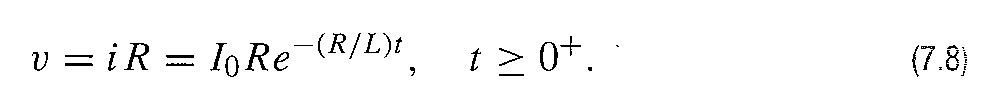 v = iR = I₀Re^{−(R/L)t},   t ≥ 0⁺.   (7.8)